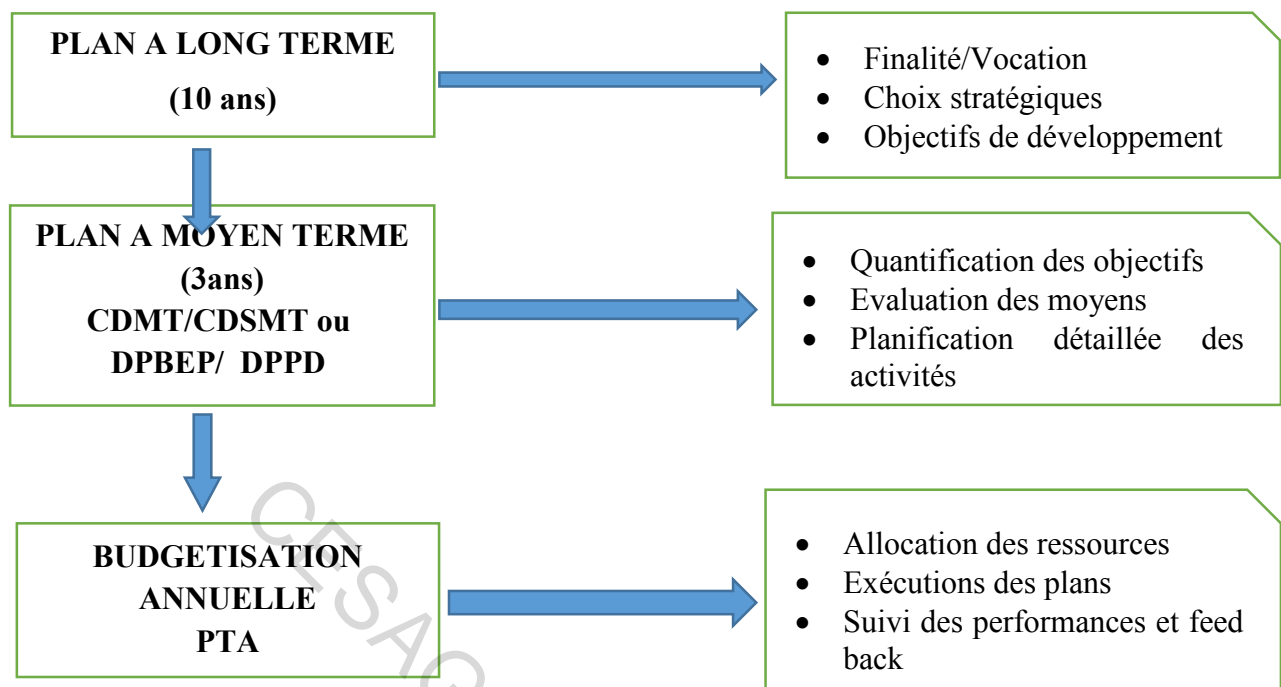 PLAN A LONG TERME
(10 ans)
• Finalité/Vocation
• Choix stratégiques
• Objectifs de développement
PLAN A MOYEN TERME
(3ans)
CDMT/CDSMT ou
DPBEP/ DPPD
• Quantification des objectifs
• Evaluation des moyens
• Planification détaillée des
activités
BUDGETISATION
ANNUELLE
PTA
• Allocation des ressources
• Exécutions des plans
• Suivi des performances et feed
back
CESAG